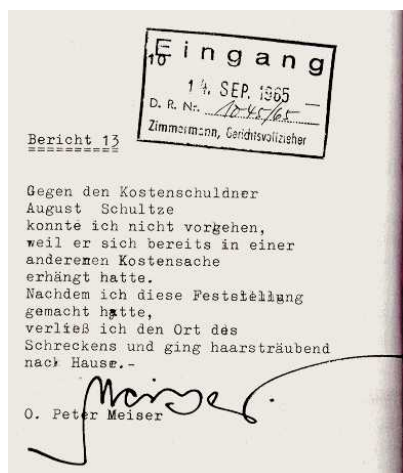 Eingang
10
14. SEP. 1965
D. R. Nr. 1045/65
Zimmermann, Gerichtsvollzieher
Bericht 13
Gegen den Kostenschuldner
August Schultze
konnte ich nicht vorgehen,
weil er sich bereits in einer
anderenen Kostensache
erhängt hatte.
Nachdem ich diese Feststellung
gemacht hatte,
verließ ich den Ort des
Schreckens und ging haarsträubend
nach Hause.-
Meiser.
O. Peter Meiser